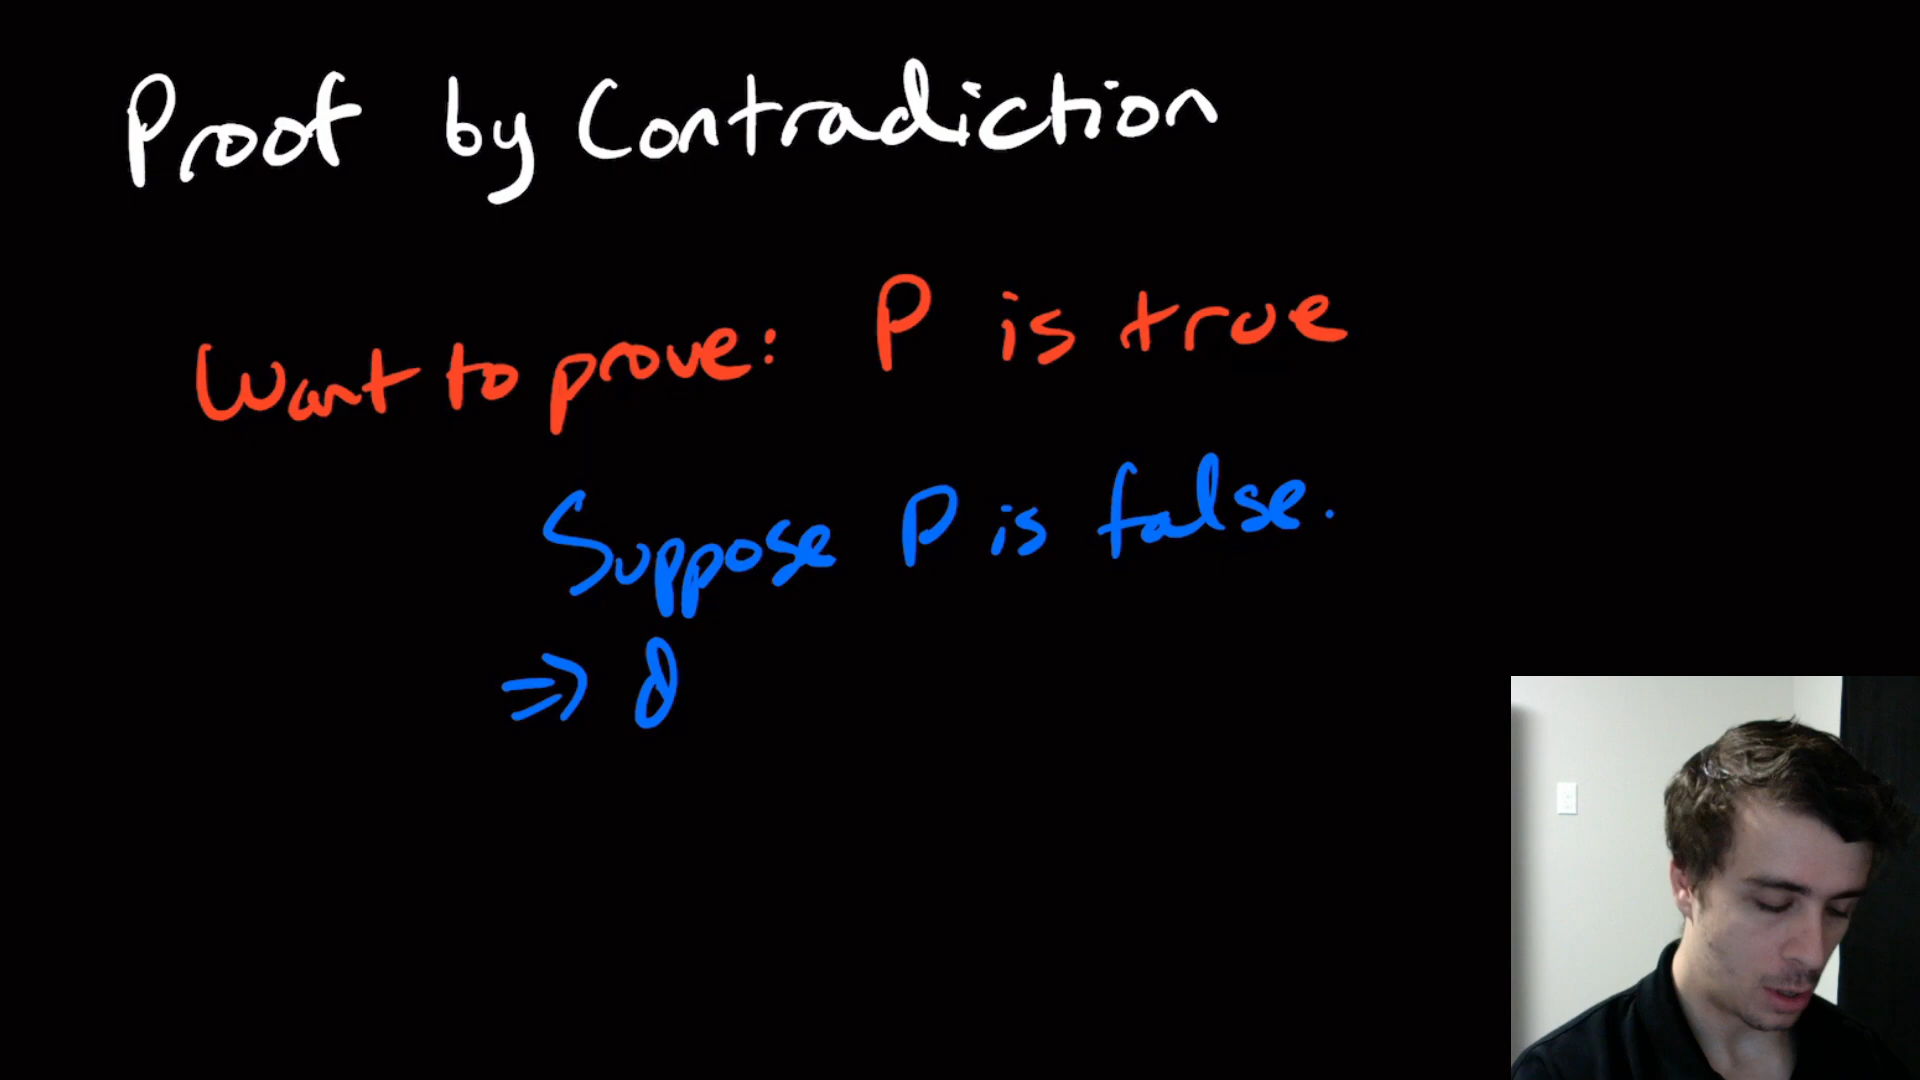 Proof by Contradiction
Want to prove: P is true
Suppose P is false.
⇒